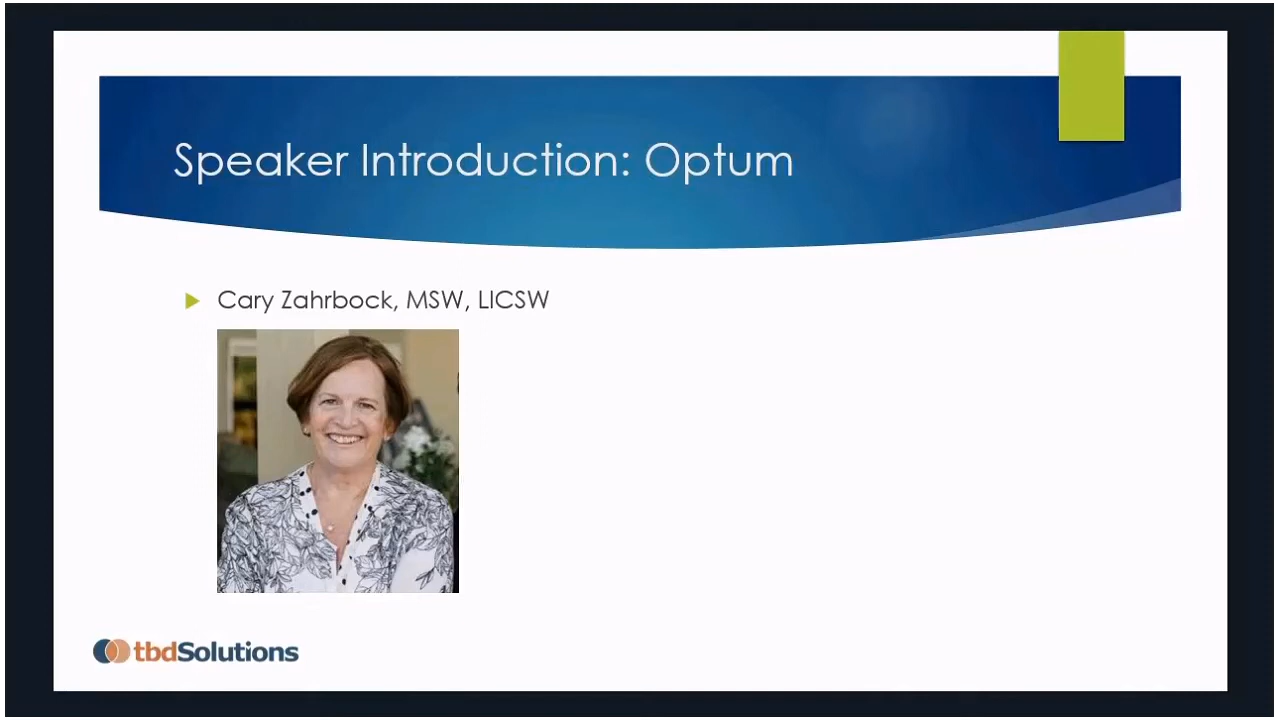 Speaker Introduction: Optum
Cary Zahrbock, MSW, LICSW
tbdSolutions